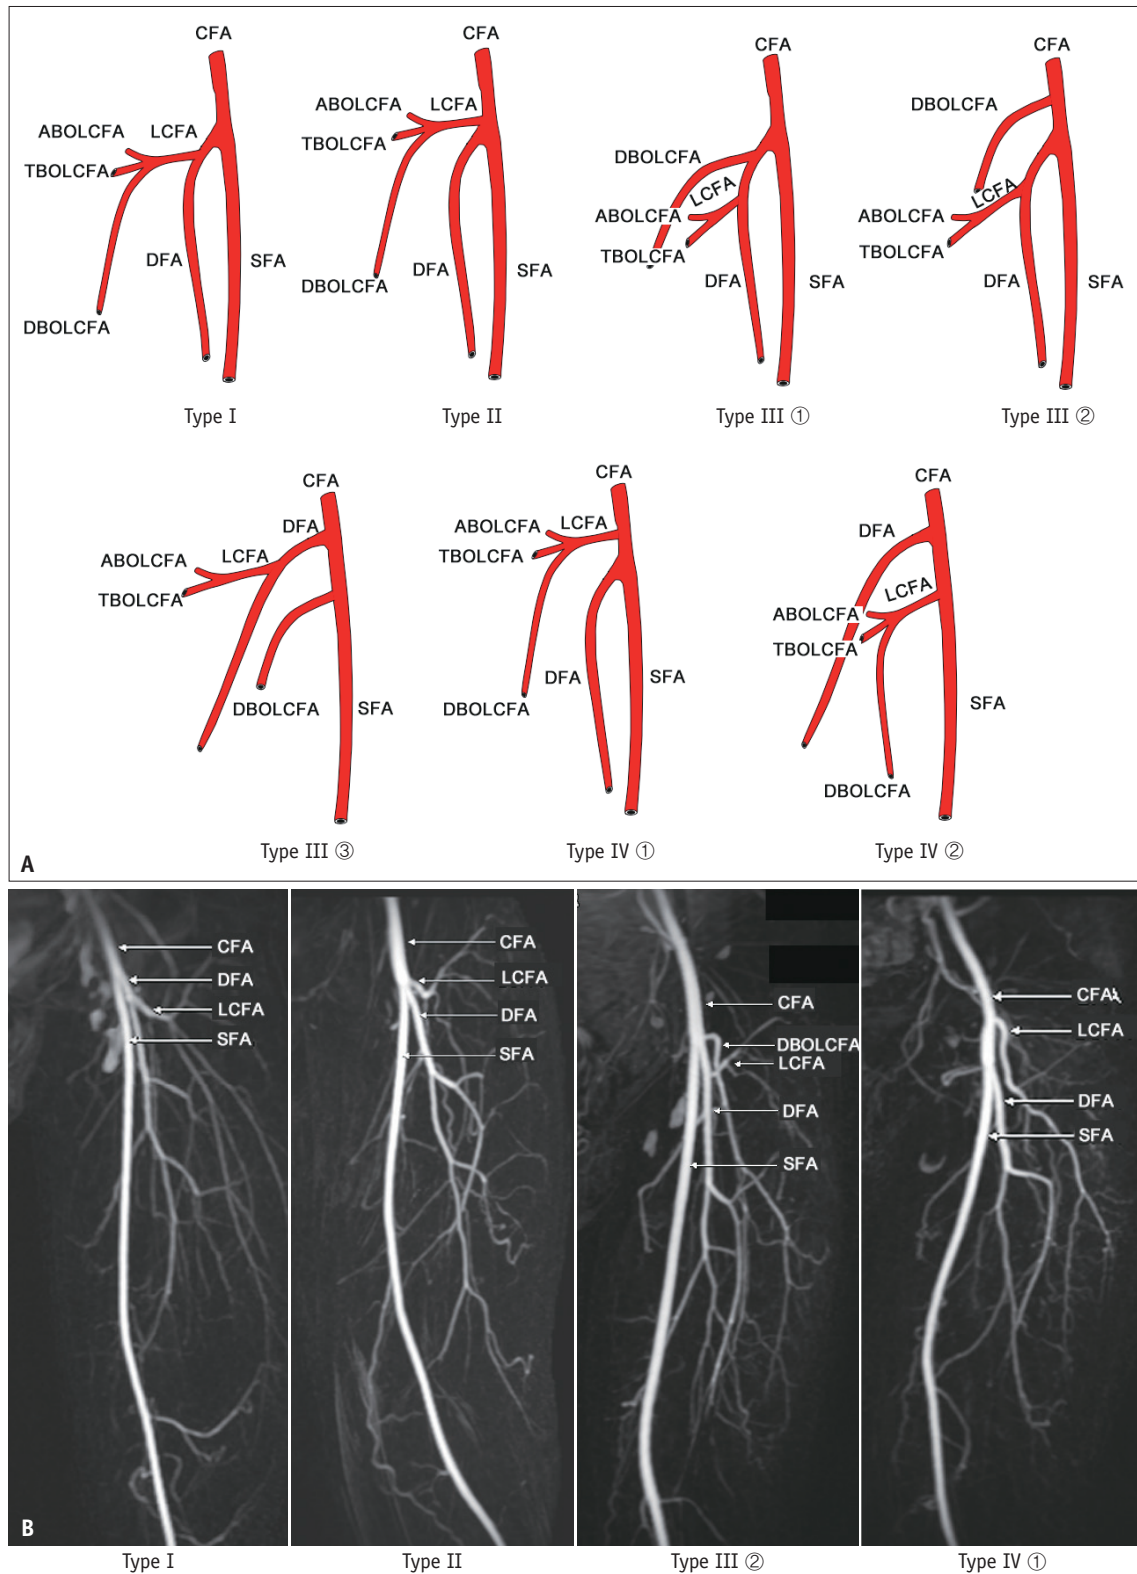 CFA
ABOLCFA
LCFA
TBOLCFA
DFA
SFA
DBOLCFA
Type I
CFA
ABOLCFA
LCFA
TBOLCFA
DBOLCFA
DFA
SFA
Type II
CFA
DBOLCFA
LCFA
ABOLCFA
TBOLCFA
DFA
SFA
Type III ①
CFA
DBOLCFA
LCFA
ABOLCFA
TBOLCFA
DFA
SFA
Type III ②
CFA
DFA
ABOLCFA
LCFA
TBOLCFA
DBOLCFA
SFA
Type III ③
CFA
ABOLCFA
LCFA
TBOLCFA
DFA
SFA
DBOLCFA
Type IV ①
CFA
DFA
LCFA
ABOLCFA
TBOLCFA
SFA
DBOLCFA
Type IV ②
A
CFA
DFA
LCFA
SFA
Type I
CFA
LCFA
DFA
SFA
Type II
CFA
DBOLCFA
LCFA
DFA
SFA
Type III ②
CFA
LCFA
DFA
SFA
Type IV ①
B